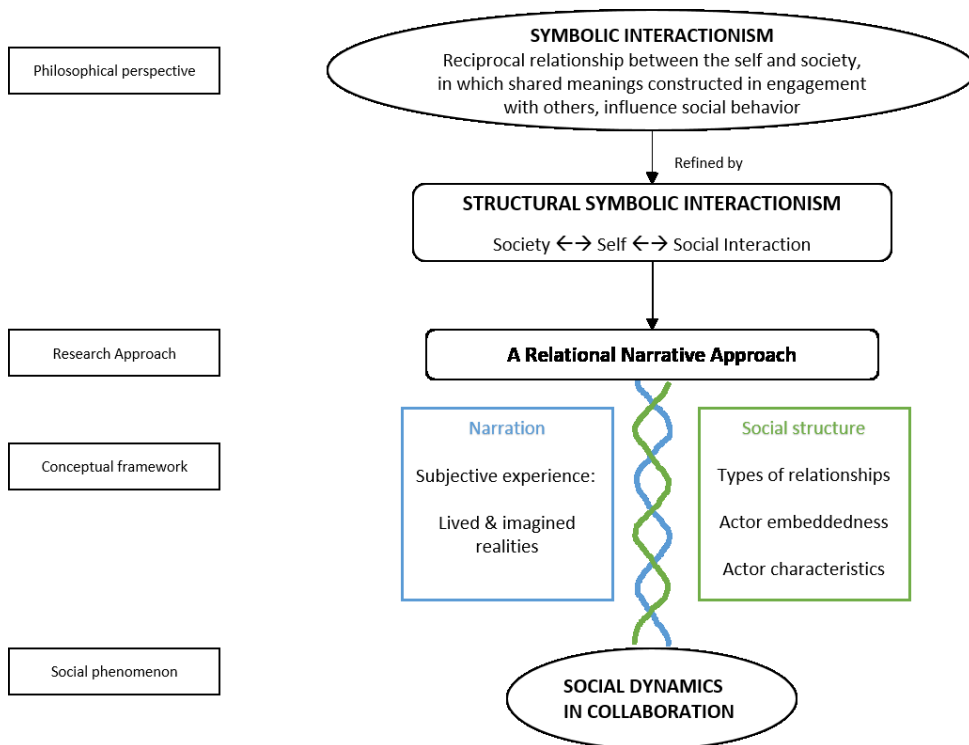 SYMBOLIC INTERACTIONISM
Philosophical perspective
Reciprocal relationship between the self and society,
in which shared meanings constructed in engagement
with others, influence social behavior
Refined by
STRUCTURAL SYMBOLIC INTERACTIONISM
Society ←→ Self ←→ Social Interaction
Research Approach
A Relational Narrative Approach
Conceptual framework
Narration
Subjective experience:
Lived & imagined
realities
Social structure
Types of relationships
Actor embeddedness
Actor characteristics
Social phenomenon
SOCIAL DYNAMICS
IN COLLABORATION